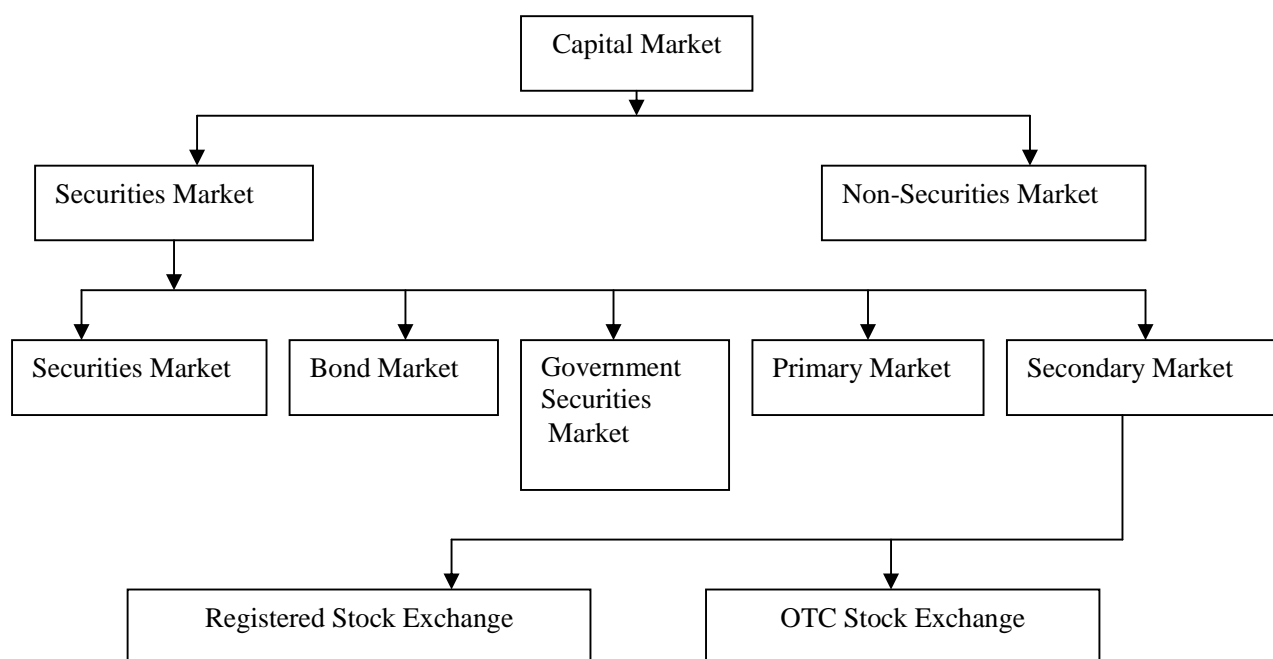 Capital Market
Securities Market
Non-Securities Market
Securities Market
Bond Market
Government
Securities
Market
Primary Market
Secondary Market
Registered Stock Exchange
OTC Stock Exchange